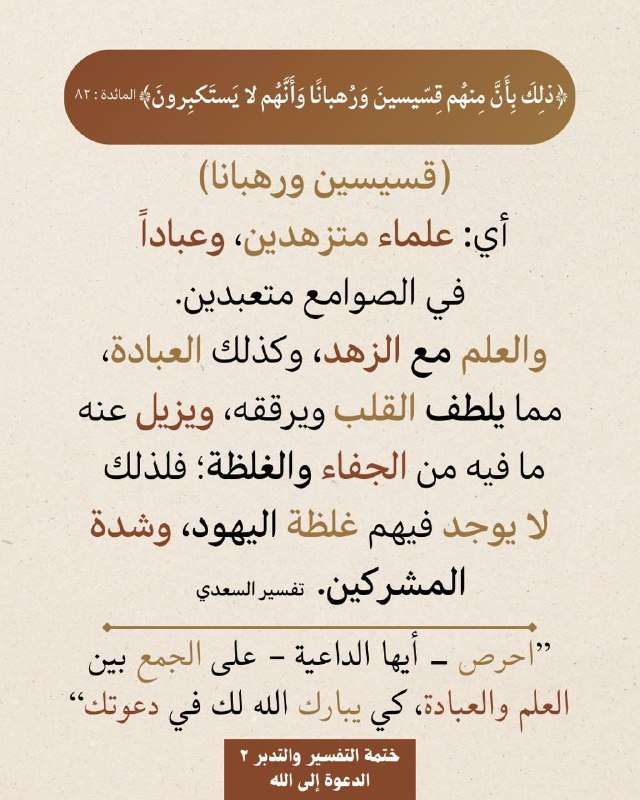 ﴿ذلِكَ بِأَنَّ مِنهُم قِسّيسينَ وَرُهبانًا وَأَنَّهُم لا يَستَكبِرونَ﴾ المائدة : ٨٢
(قسيسين ورهبانا)
أي: علماء متزهدين، وعباداً
في الصوامع متعبدين.
والعلم مع الزهد، وكذلك العبادة،
مما يلطف القلب ويرققه، ويزيل عنه
ما فيه من الجفاء والغلظة؛ فلذلك
لا يوجد فيهم غلظة اليهود، وشدة
المشركين. تفسير السعدي
”احرص – أيها الداعية – على الجمع بين
العلم والعبادة، كي يبارك الله لك في دعوتك“
ختمة التفسير والتدبر ٢
الدعوة إلى الله